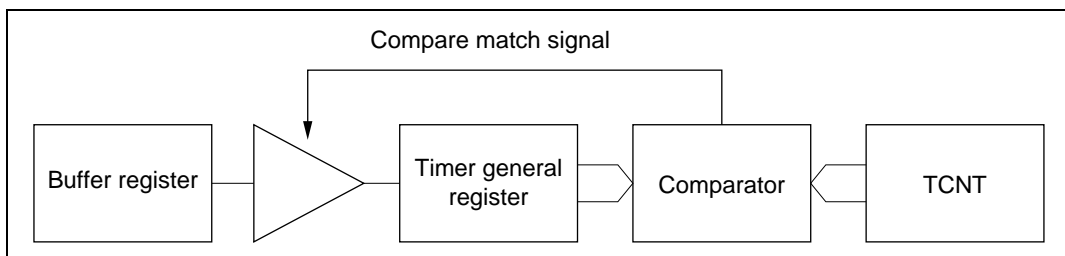 Compare match signal
Buffer register
Timer general
register
Comparator
TCNT